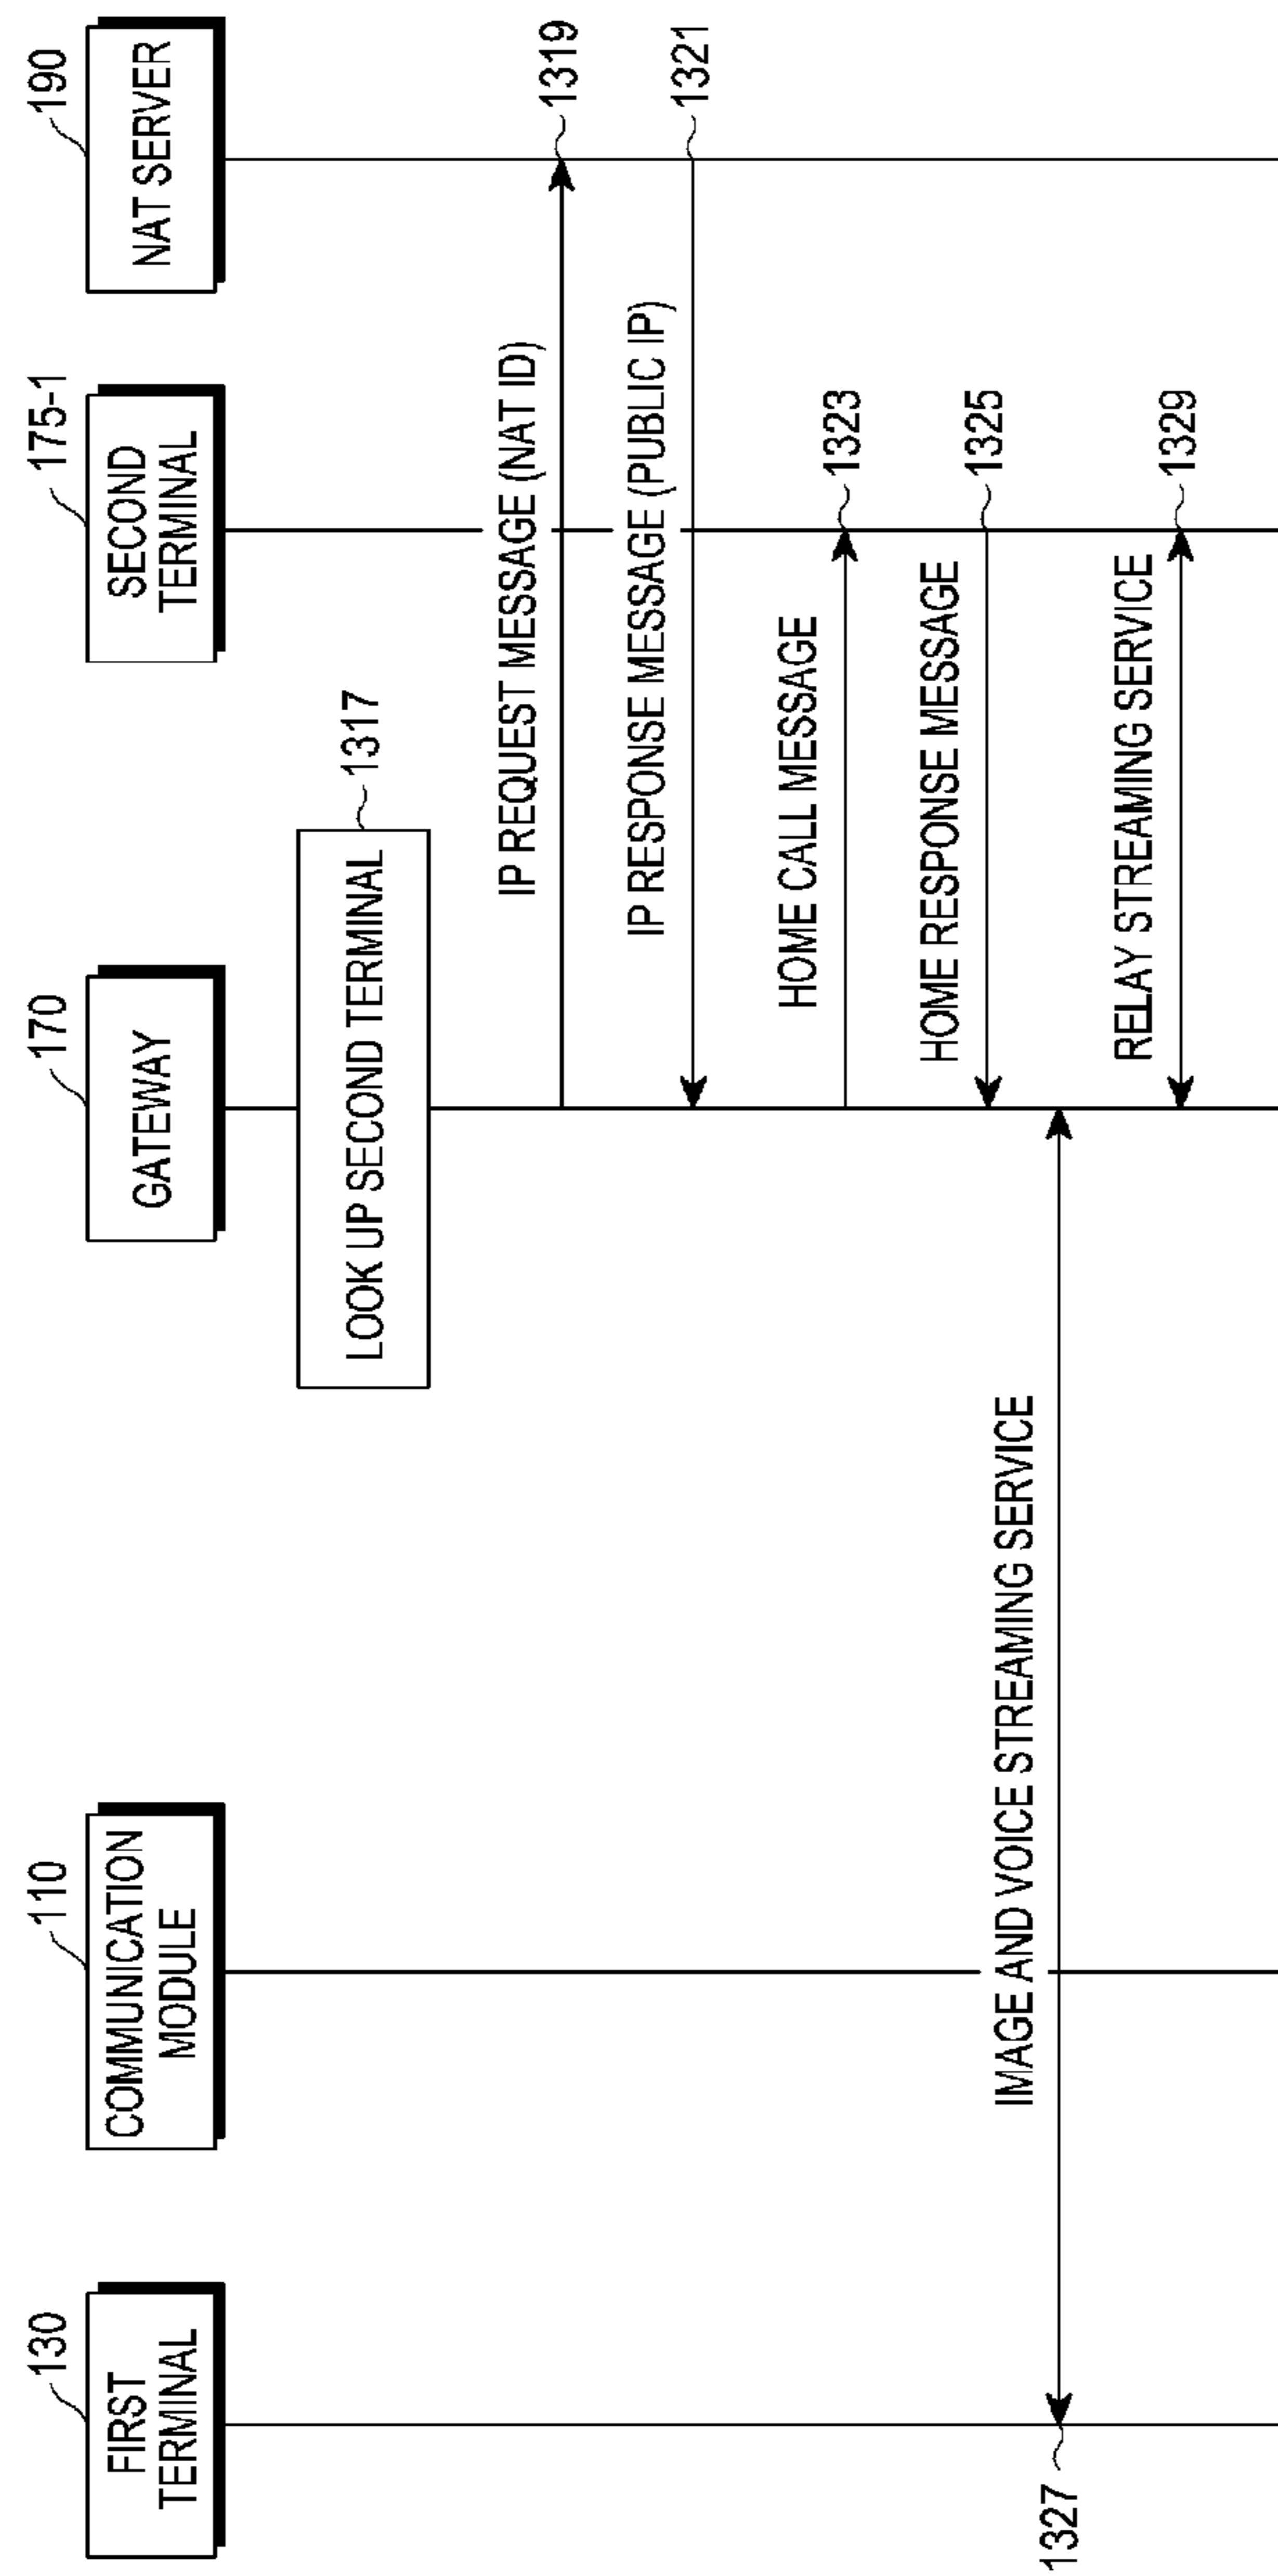 130
110
170
175-1
190
FIRST
TERMINAL
COMMUNICATION
MODULE
GATEWAY
SECOND
TERMINAL
NAT SERVER
LOOK UP SECOND TERMINAL
1317
IP REQUEST MESSAGE (NAT ID)
1319
IP RESPONSE MESSAGE (PUBLIC IP)
1321
HOME CALL MESSAGE
1323
HOME RESPONSE MESSAGE
1325
IMAGE AND VOICE STREAMING SERVICE
1327
RELAY STREAMING SERVICE
1329